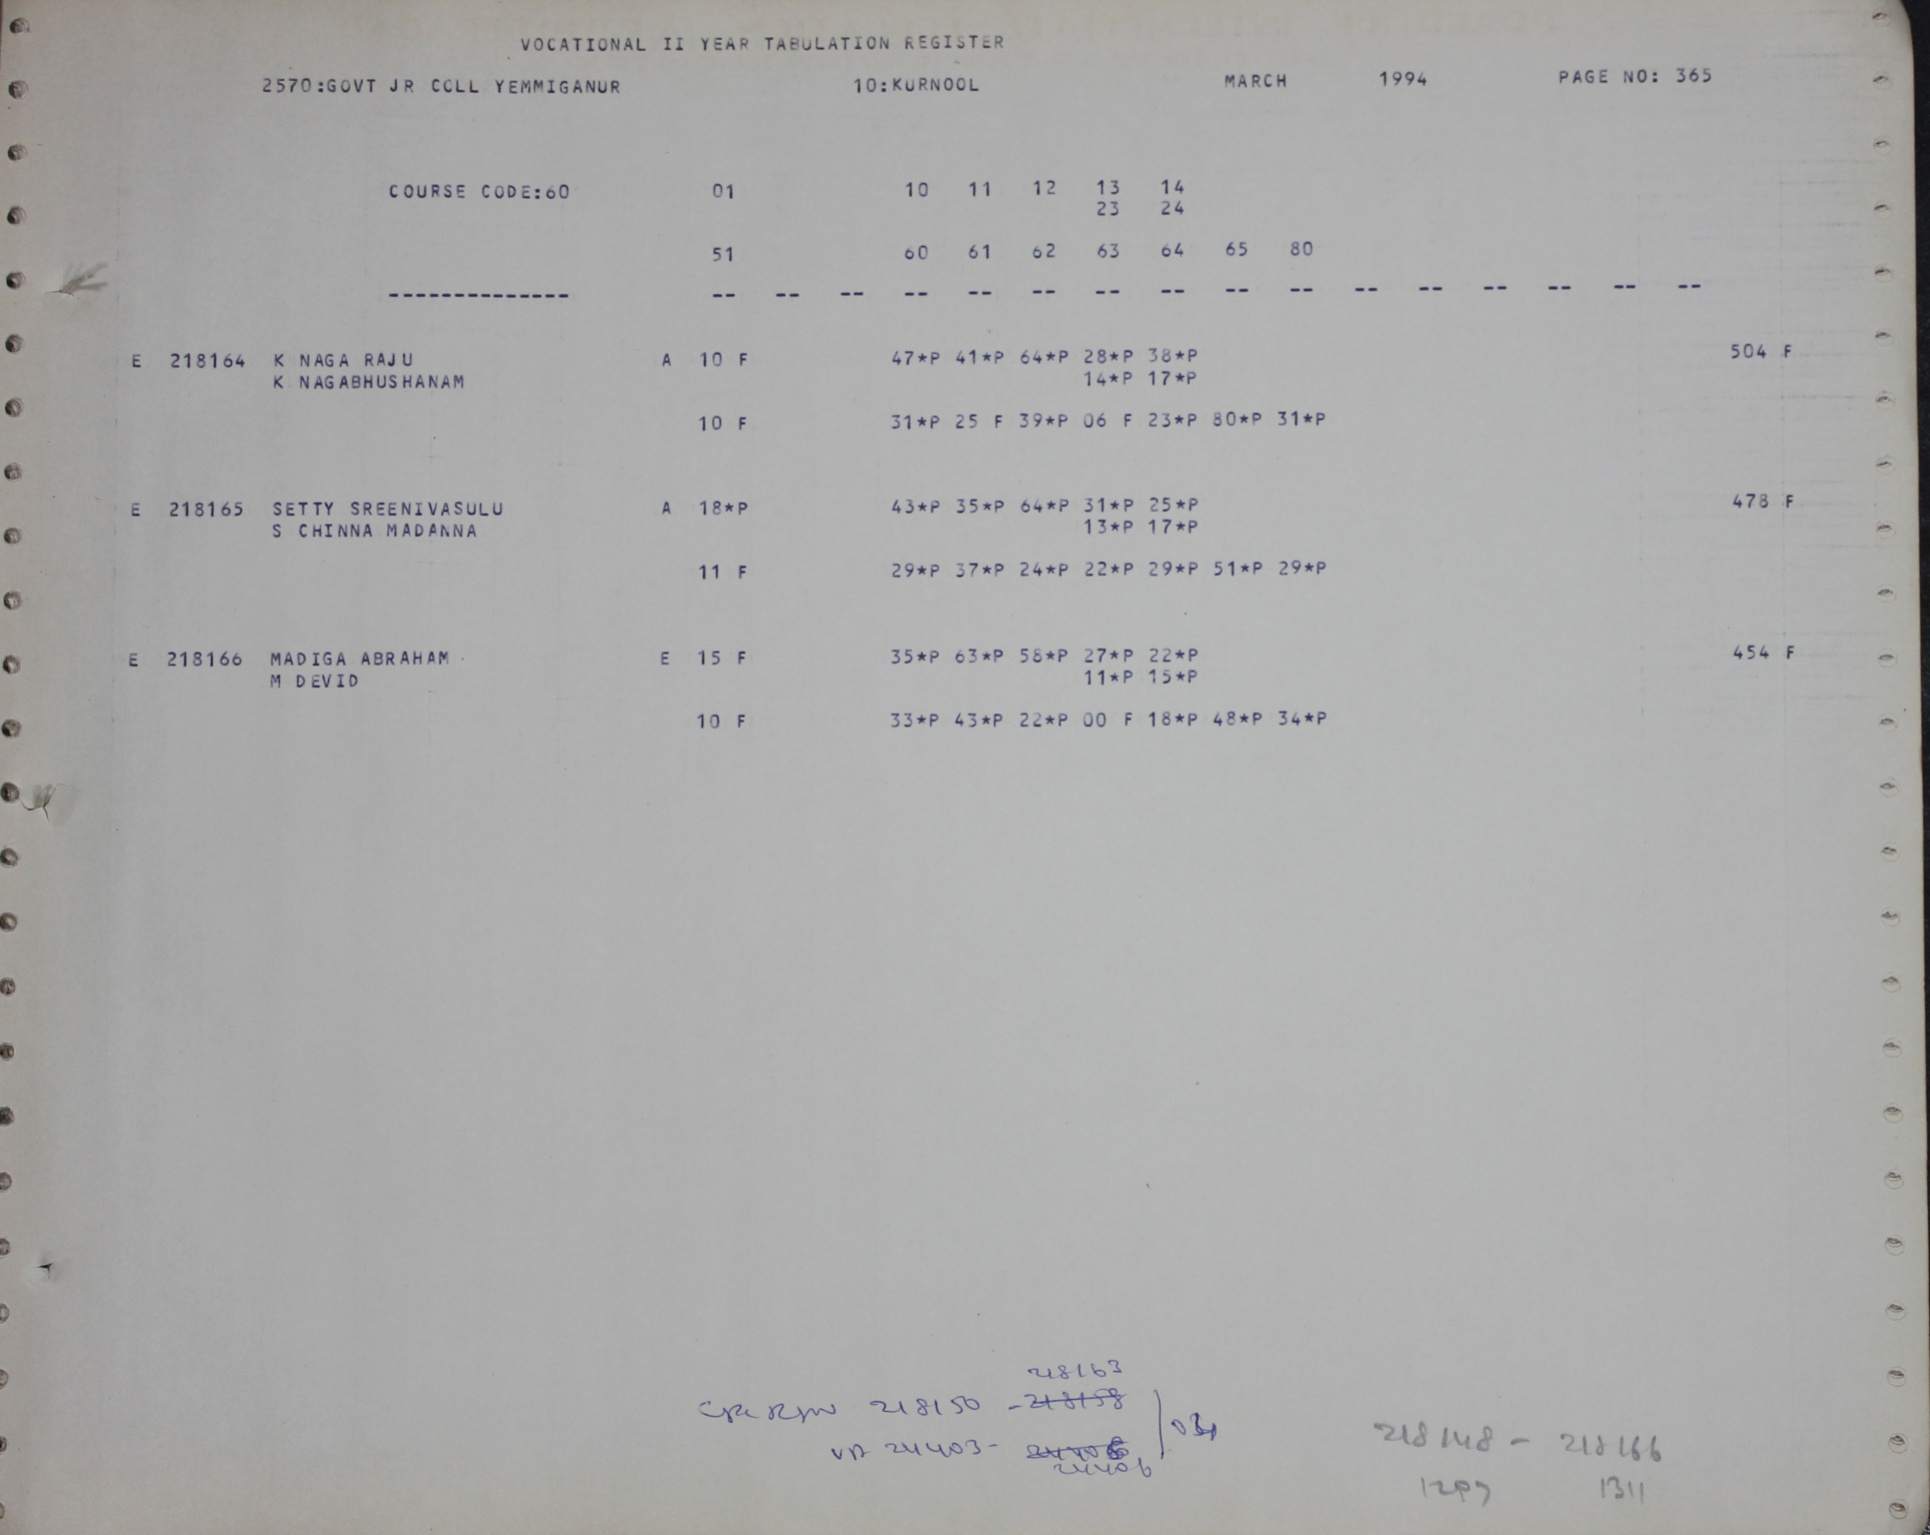 VOCATIONAL II YEAR TABULATION REGISTER
2570:GOVT JR COLL YEMMIGANUR 10:KURNOOL MARCH 1994 PAGE NO: 365
COURSE CODE:60 01 10 11 12 13 14
23 24
51 60 61 62 63 64 65 80
-------------- -- -- -- -- -- -- -- -- -- -- -- -- -- -- -- --
E 218164 K NAGA RAJU A 10 F 47*P 41*P 64*P 28*P 38*P 504 F
K NAGABHUSHANAM 14*P 17*P
10 F 31*P 25 F 39*P 06 F 23*P 80*P 31*P
E 218165 SETTY SREENIVASULU A 18*P 43*P 35*P 64*P 31*P 25*P 478 F
S CHINNA MADANNA 13*P 17*P
11 F 29*P 37*P 24*P 22*P 29*P 51*P 29*P
E 218166 MADIGA ABRAHAM E 15 F 35*P 63*P 58*P 27*P 22*P 454 F
M DEVID 11*P 15*P
10 F 33*P 43*P 22*P 00 F 18*P 48*P 34*P
218163
218150 - 218158
24403 -
24406
218148 - 218166
1297 1311